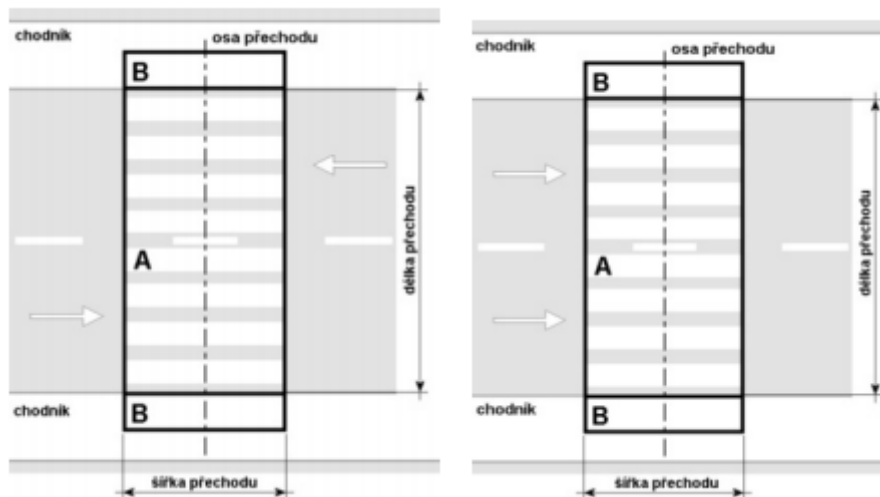 chodník
osa přechodu
B
A
délka přechodu
chodník
B
šířka přechodu
chodník
osa přechodu
B
A
délka přechodu
chodník
B
šířka přechodu